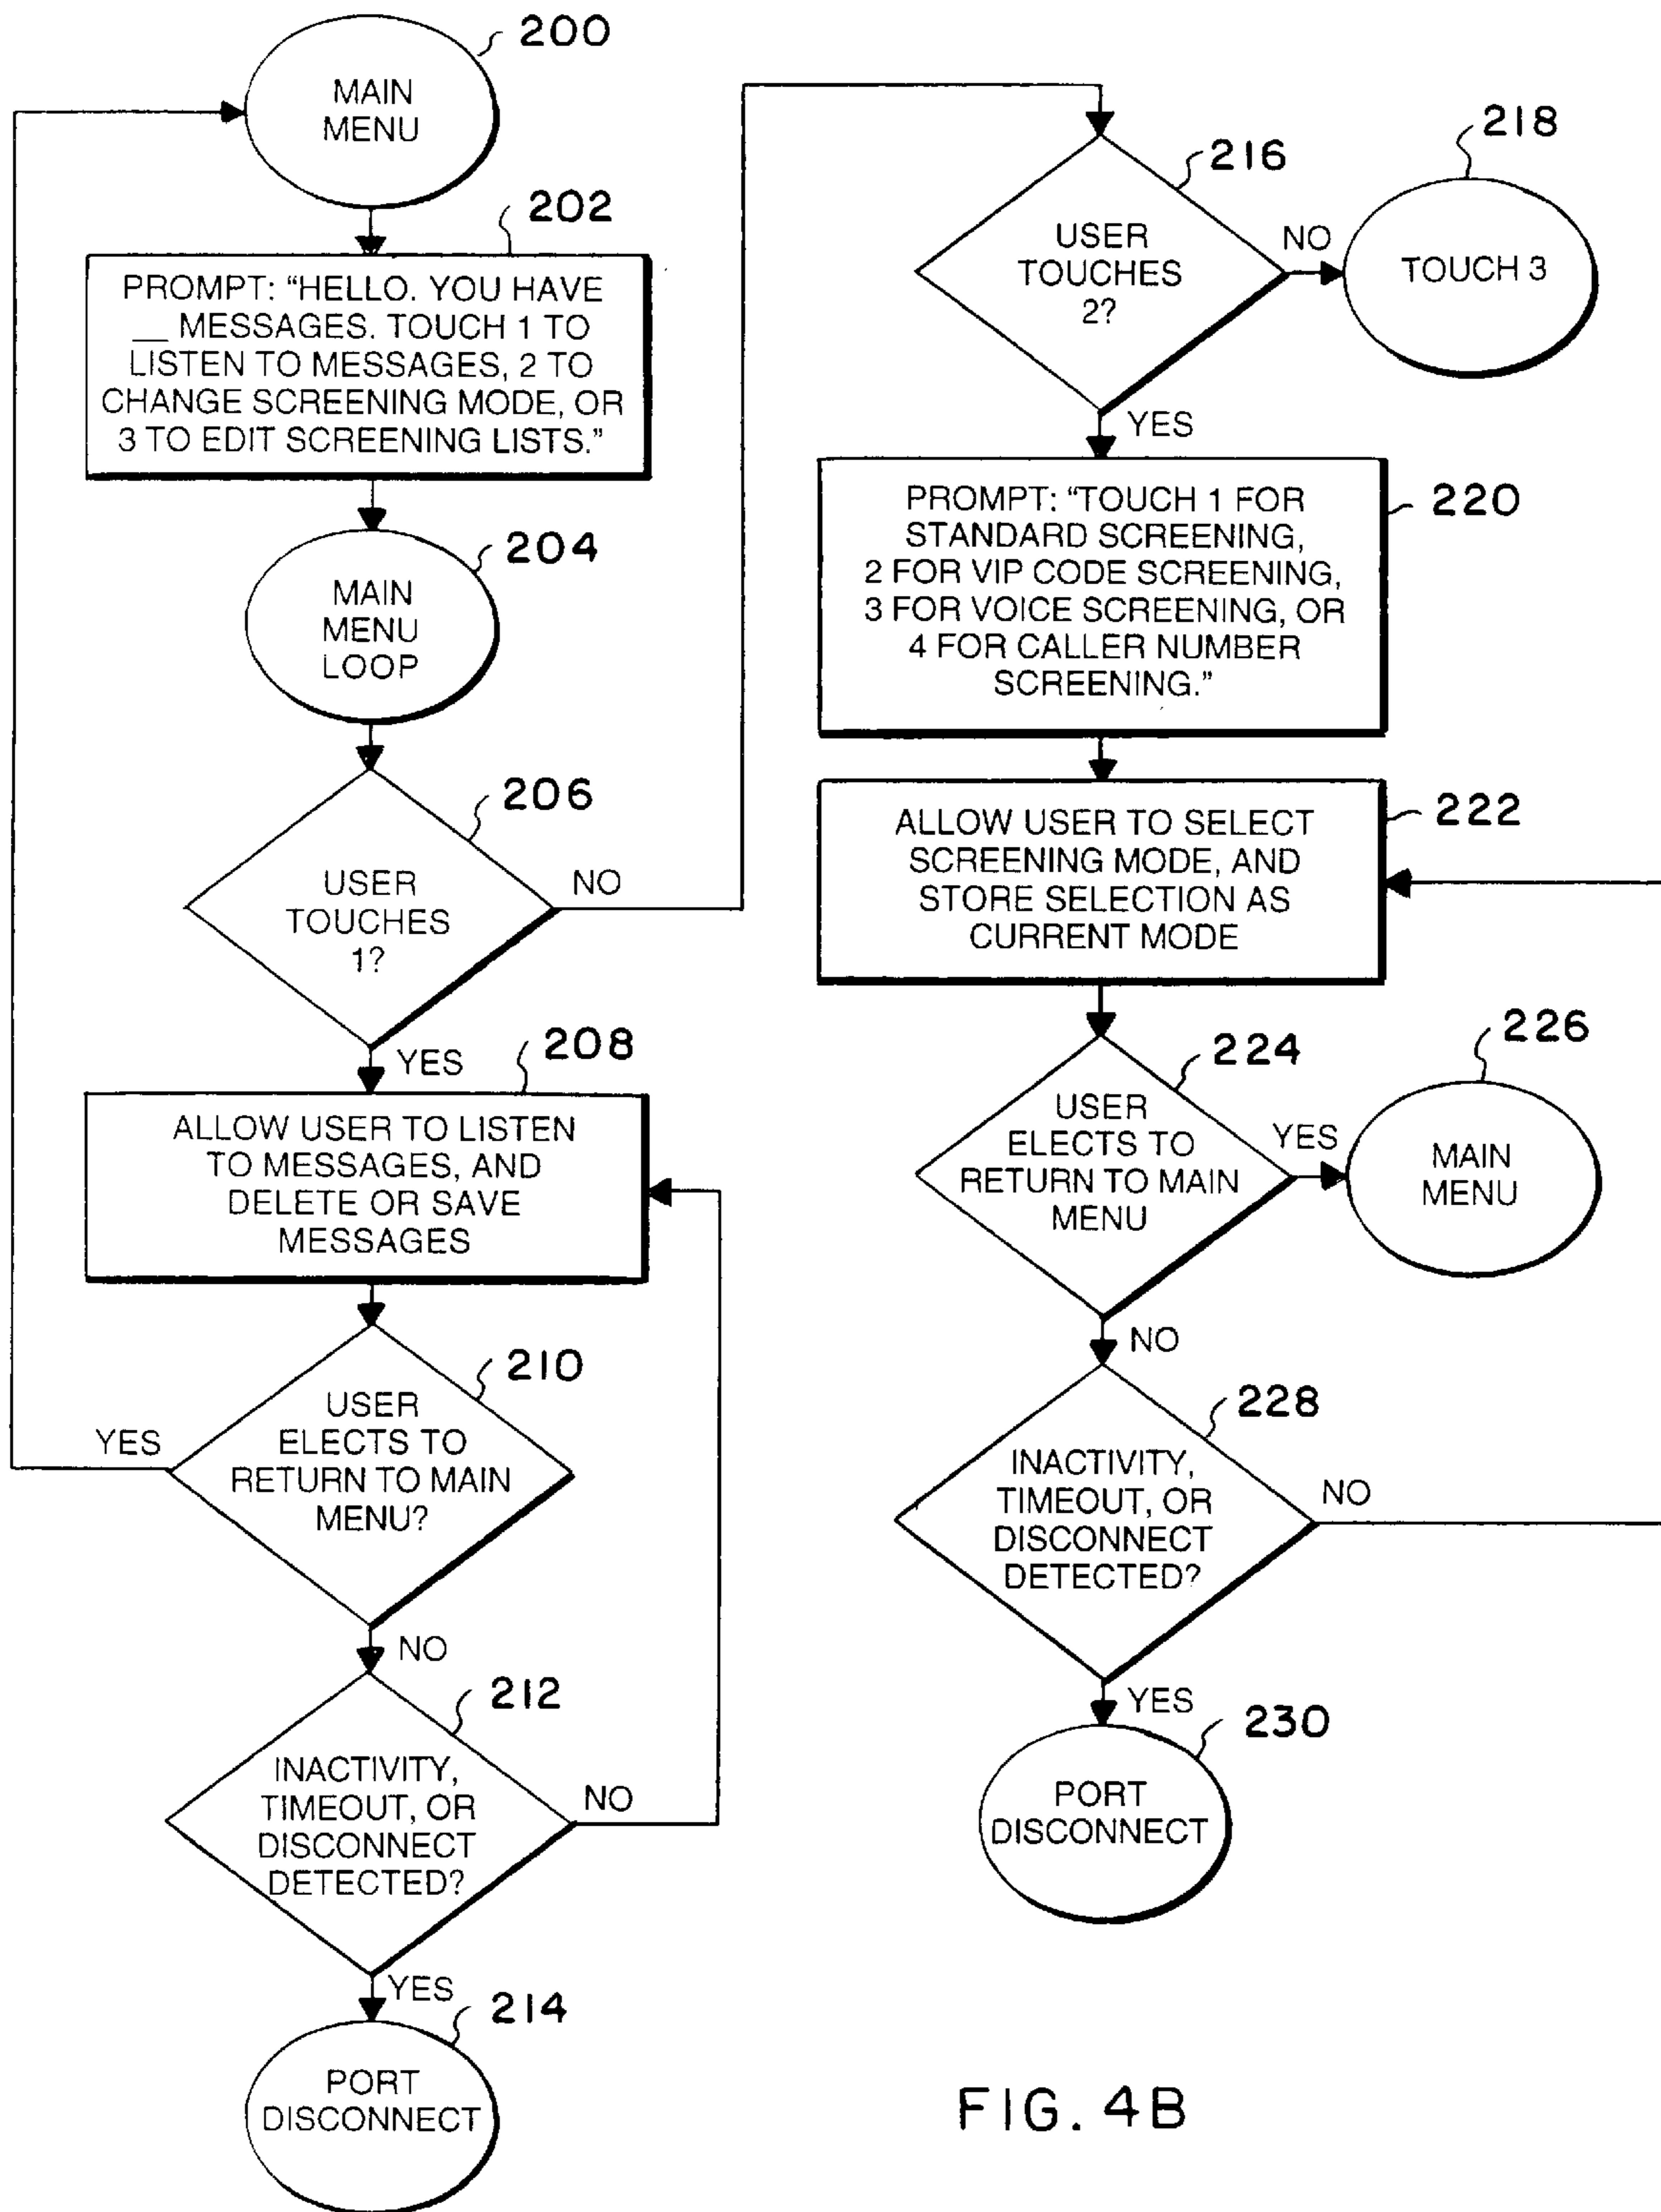 200
MAIN
MENU
202
PROMPT: “HELLO. YOU HAVE
__ MESSAGES. TOUCH 1 TO
LISTEN TO MESSAGES, 2 TO
CHANGE SCREENING MODE, OR
3 TO EDIT SCREENING LISTS.”
204
MAIN
MENU
LOOP
206
USER
TOUCHES
1?
NO
YES
208
ALLOW USER TO LISTEN
TO MESSAGES, AND
DELETE OR SAVE
MESSAGES
210
USER
ELECTS TO
RETURN TO MAIN
MENU?
YES
NO
212
INACTIVITY,
TIMEOUT, OR
DISCONNECT
DETECTED?
NO
YES
214
PORT
DISCONNECT
216
USER
TOUCHES
2?
NO
218
TOUCH 3
YES
220
PROMPT: “TOUCH 1 FOR
STANDARD SCREENING,
2 FOR VIP CODE SCREENING,
3 FOR VOICE SCREENING, OR
4 FOR CALLER NUMBER
SCREENING.”
222
ALLOW USER TO SELECT
SCREENING MODE, AND
STORE SELECTION AS
CURRENT MODE
224
USER
ELECTS TO
RETURN TO MAIN
MENU
YES
226
MAIN
MENU
NO
228
INACTIVITY,
TIMEOUT, OR
DISCONNECT
DETECTED?
NO
YES
230
PORT
DISCONNECT
FIG. 4B